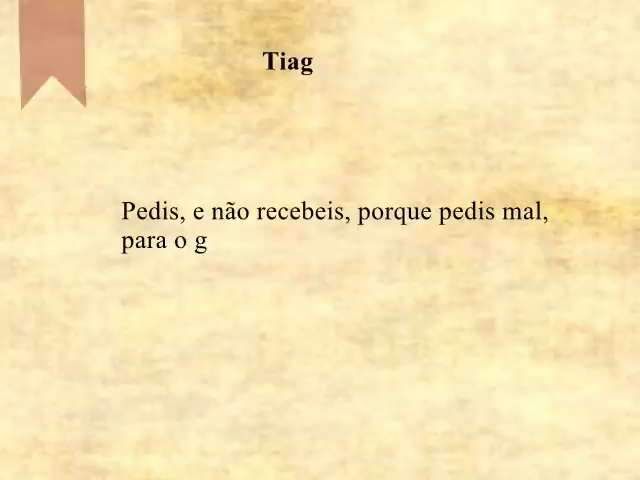 Tiag
Pedis, e não recebeis, porque pedis mal,
para o g